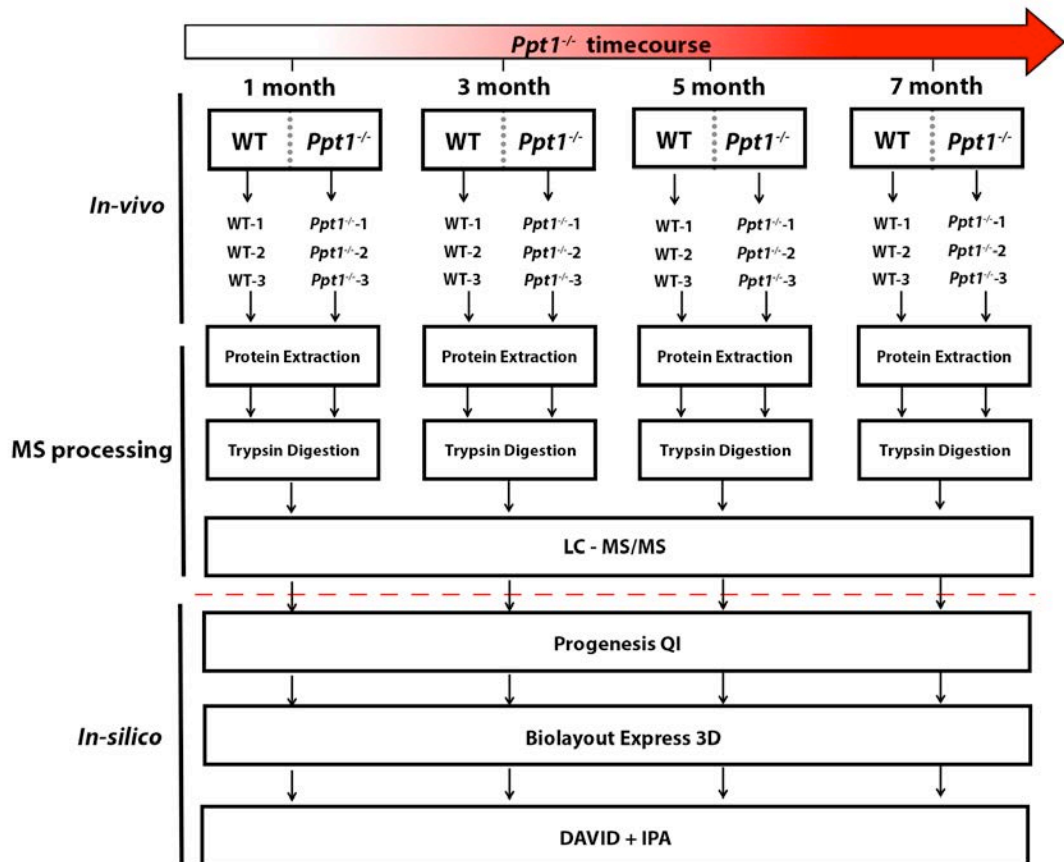 Ppt1-/- timecourse
1 month 3 month 5 month 7 month
In-vivo
WT Ppt1-/- WT Ppt1-/- WT Ppt1-/- WT Ppt1-/-
WT-1 Ppt1-/--1 WT-1 Ppt1-/--1 WT-1 Ppt1-/--1 WT-1 Ppt1-/--1
WT-2 Ppt1-/--2 WT-2 Ppt1-/--2 WT-2 Ppt1-/--2 WT-2 Ppt1-/--2
WT-3 Ppt1-/--3 WT-3 Ppt1-/--3 WT-3 Ppt1-/--3 WT-3 Ppt1-/--3
MS processing
Protein Extraction Protein Extraction Protein Extraction Protein Extraction
Trypsin Digestion Trypsin Digestion Trypsin Digestion Trypsin Digestion
LC - MS/MS
In-silico
Progenesis QI
Biolayout Express 3D
DAVID + IPA